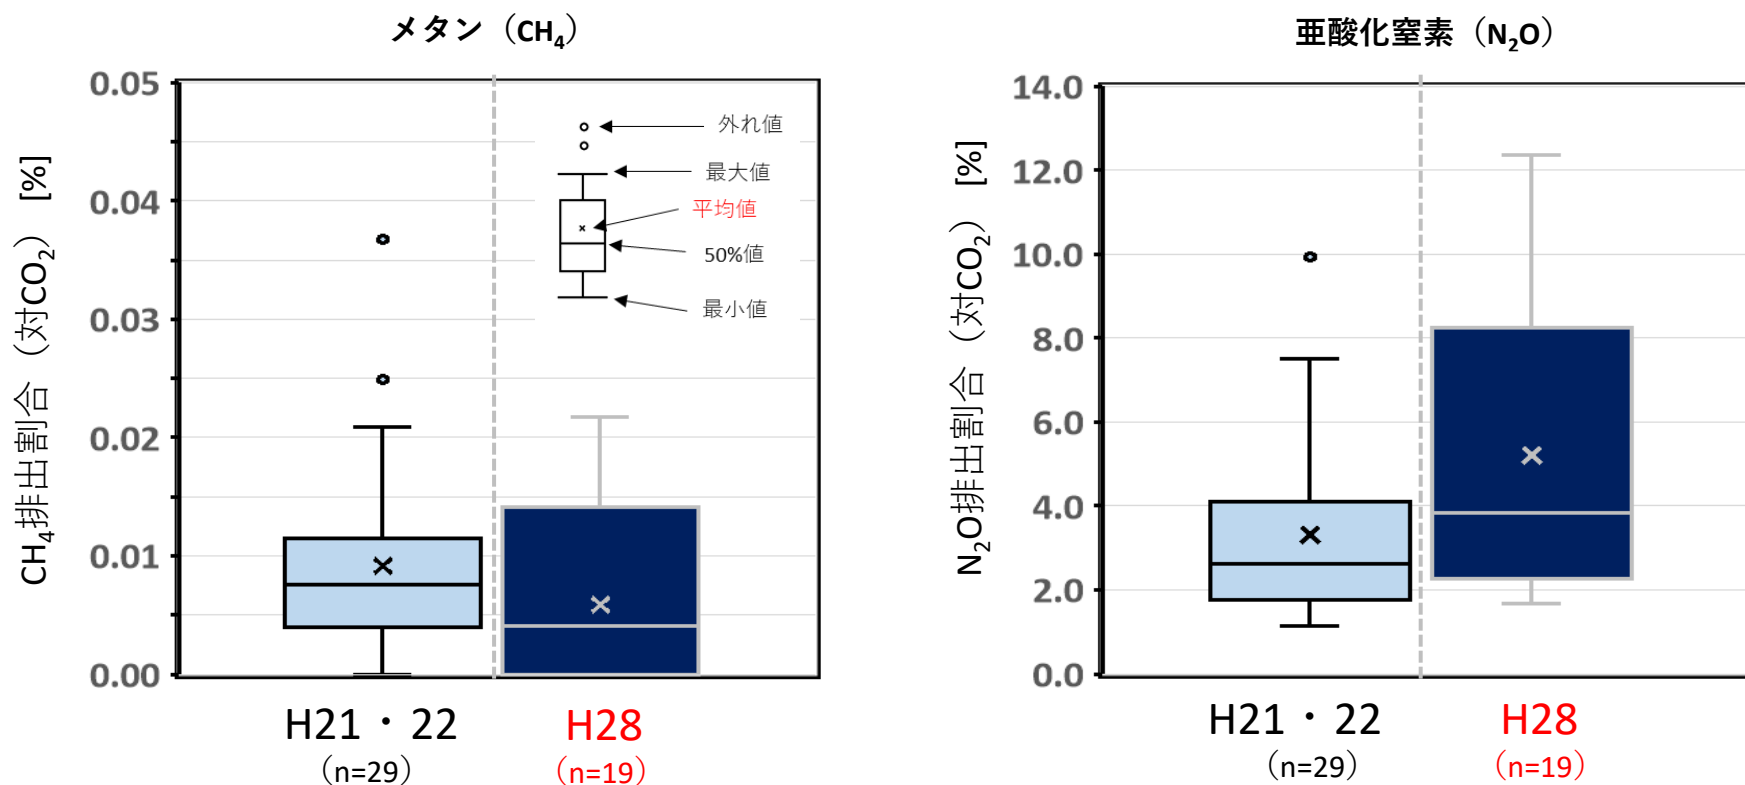 メタン（CH₄）
CH₄排出割合（対CO₂） [%]
0.05
0.04
0.03
0.02
0.01
0.00
外れ値
最大値
平均値
50%値
最小値
H21・22
（n=29）
H28
（n=19）
亜酸化窒素（N₂O）
N₂O排出割合（対CO₂） [%]
14.0
12.0
10.0
8.0
6.0
4.0
2.0
0.0
H21・22
（n=29）
H28
（n=19）